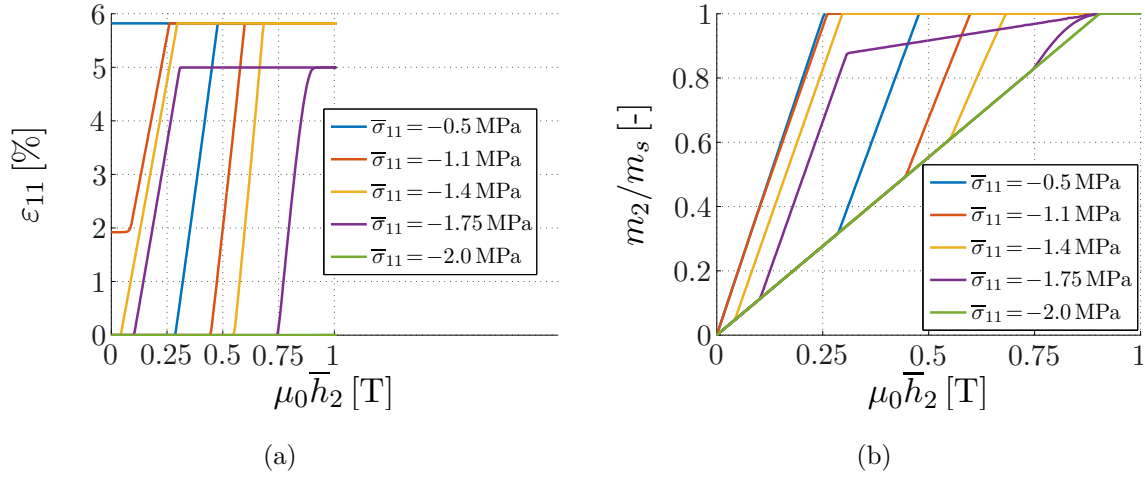 6
5
4
3
2
1
0
ε₁₁ [%]
0 0.25 0.5 0.75 1
μ₀h̅₂ [T]
σ̅₁₁ = −0.5 MPa
σ̅₁₁ = −1.1 MPa
σ̅₁₁ = −1.4 MPa
σ̅₁₁ = −1.75 MPa
σ̅₁₁ = −2.0 MPa
(a)
1
0.8
0.6
0.4
0.2
0
m₂/mₛ [-]
0 0.25 0.5 0.75 1
μ₀h̅₂ [T]
σ̅₁₁ = −0.5 MPa
σ̅₁₁ = −1.1 MPa
σ̅₁₁ = −1.4 MPa
σ̅₁₁ = −1.75 MPa
σ̅₁₁ = −2.0 MPa
(b)